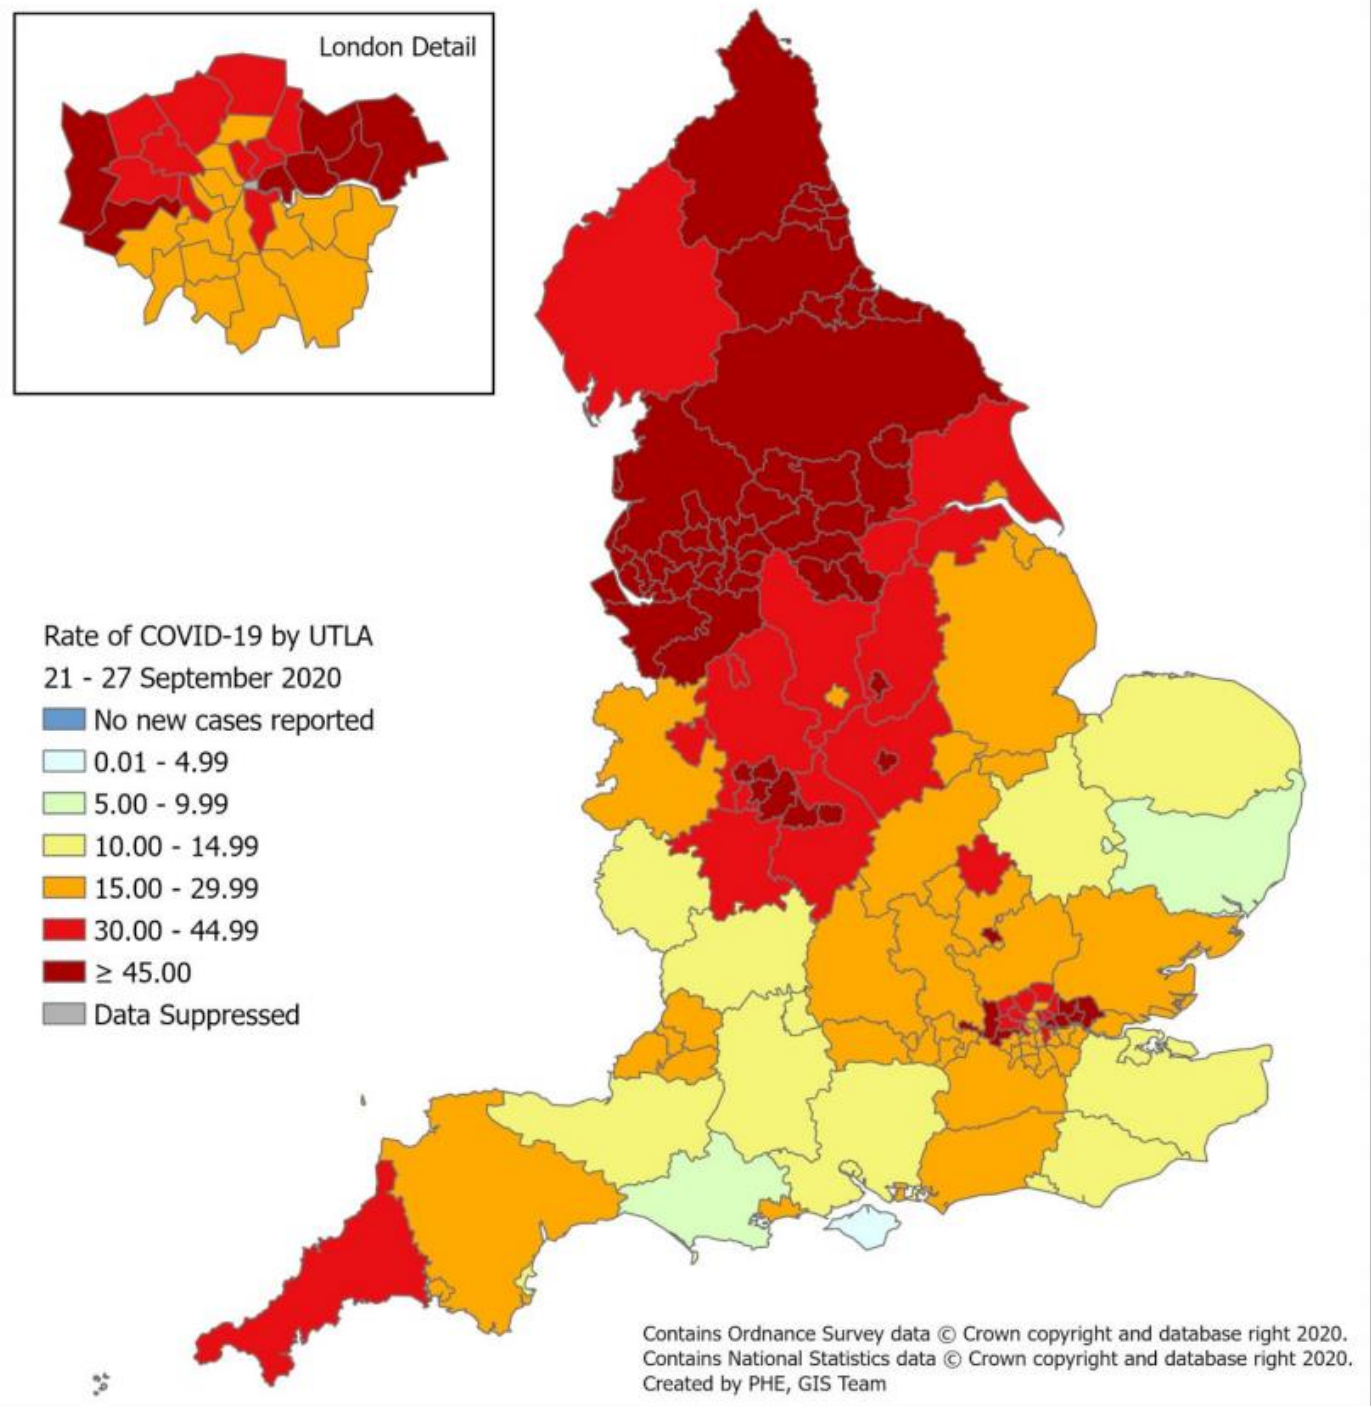 London Detail
Rate of COVID-19 by UTLA
21 - 27 September 2020
No new cases reported
0.01 - 4.99
5.00 - 9.99
10.00 - 14.99
15.00 - 29.99
30.00 - 44.99
≥ 45.00
Data Suppressed
Contains Ordnance Survey data © Crown copyright and database right 2020.
Contains National Statistics data © Crown copyright and database right 2020.
Created by PHE, GIS Team